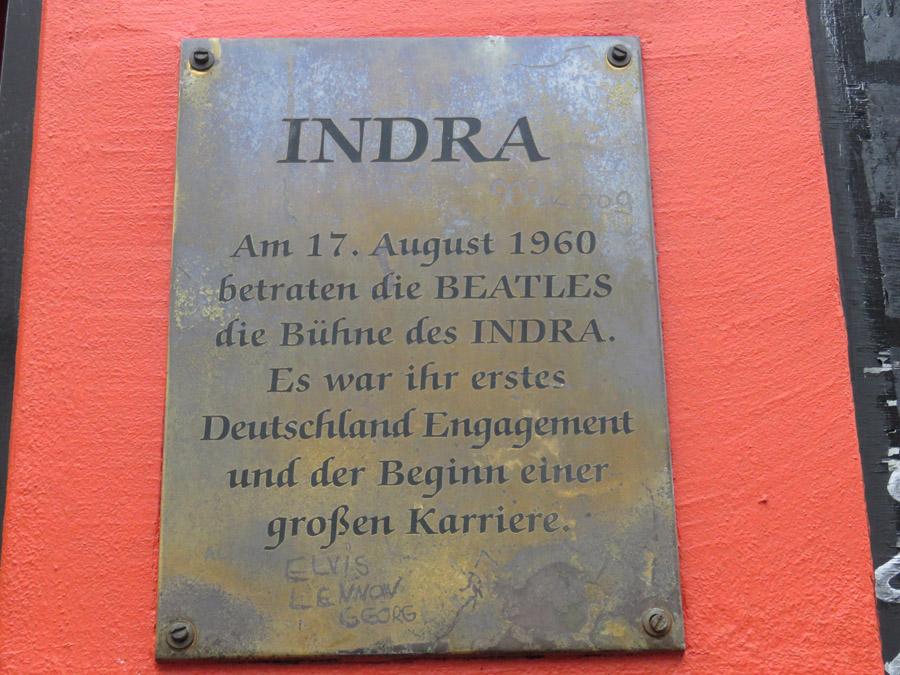 INDRA
Am 17. August 1960
betraten die BEATLES
die Bühne des INDRA.
Es war ihr erstes
Deutschland Engagement
und der Beginn einer
großen Karriere.
ELVIS
LENNON
GEORG